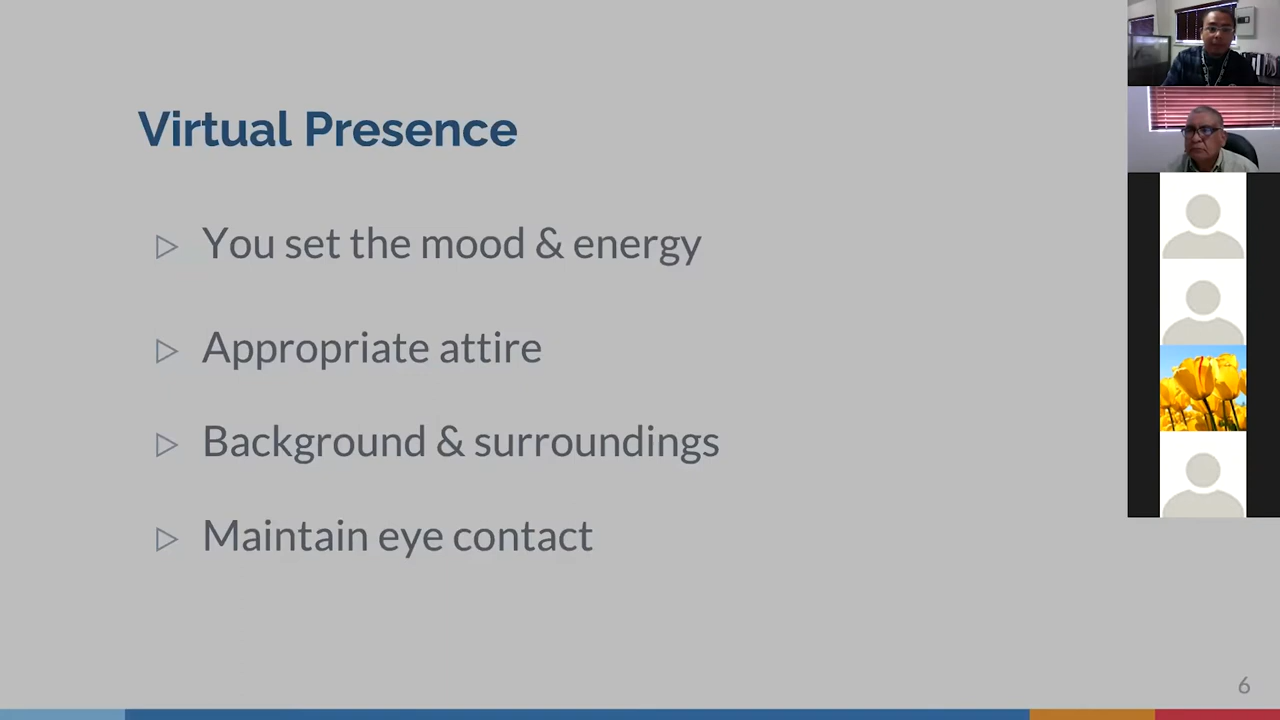 Virtual Presence
You set the mood & energy
Appropriate attire
Background & surroundings
Maintain eye contact
6